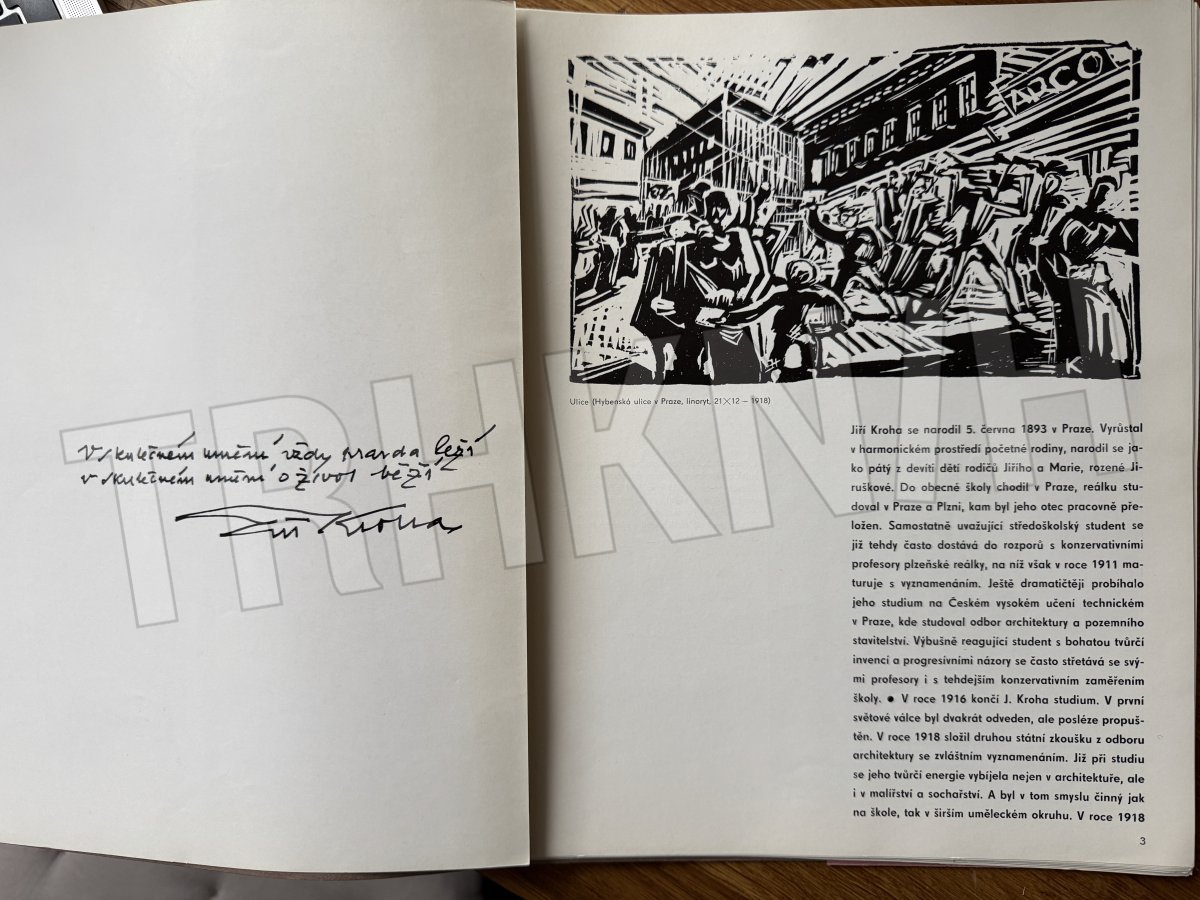 V skutečném umění vždy pravda leží
v skutečném umění o život běží
Jiří Kroha
ARCO
K
Ulice (Hybenská ulice v Praze, linoryt, 21×12 – 1918)
Jiří Kroha se narodil 5. června 1893 v Praze. Vyrůstal
v harmonickém prostředí početné rodiny, narodil se ja-
ko pátý z devíti dětí rodičů Jiřího a Marie, rozené Ji-
ruškové. Do obecné školy chodil v Praze, reálku stu-
doval v Praze a Plzni, kam byl jeho otec pracovně pře-
ložen. Samostatně uvažující středoškolský student se
již tehdy často dostává do rozporů s konzervativními
profesory plzeňské reálky, na níž však v roce 1911 ma-
turuje s vyznamenáním. Ještě dramatičtěji probíhalo
jeho studium na Českém vysokém učení technickém
v Praze, kde studoval odbor architektury a pozemního
stavitelství. Výbušně reagující student s bohatou tvůrčí
invencí a progresívními názory se často střetává se svý-
mi profesory i s tehdejším konzervativním zaměřením
školy. ● V roce 1916 končí J. Kroha studium. V první
světové válce byl dvakrát odveden, ale posléze propuš-
těn. V roce 1918 složil druhou státní zkoušku z odboru
architektury se zvláštním vyznamenáním. Již při studiu
se jeho tvůrčí energie vybíjela nejen v architektuře, ale
i v malířství a sochařství. A byl v tom smyslu činný jak
na škole, tak v širším uměleckém okruhu. V roce 1918
3
TRHKNIH